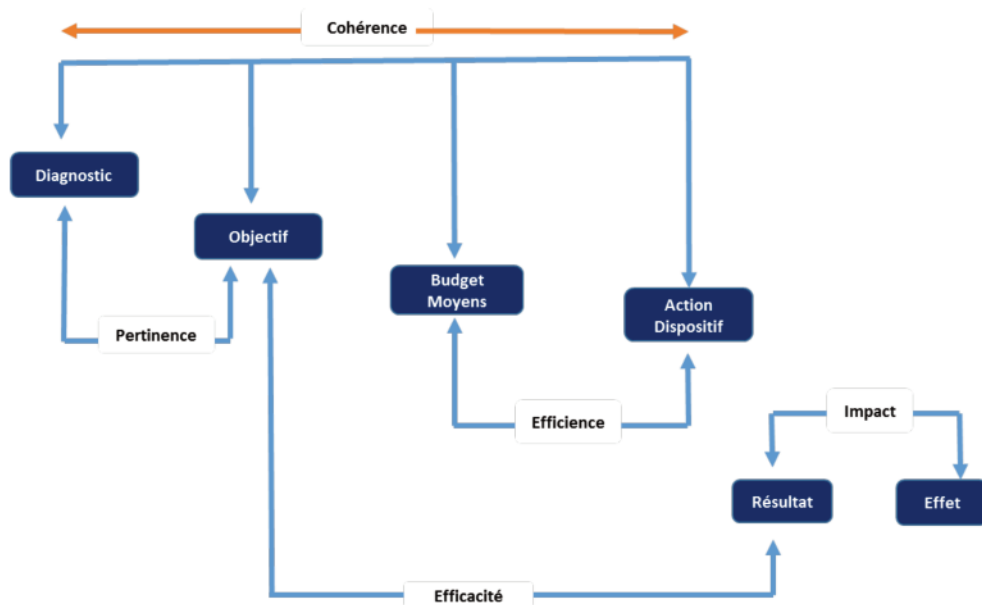 Cohérence
Diagnostic
Objectif
Budget
Moyens
Action
Dispositif
Pertinence
Efficience
Impact
Résultat
Effet
Efficacité